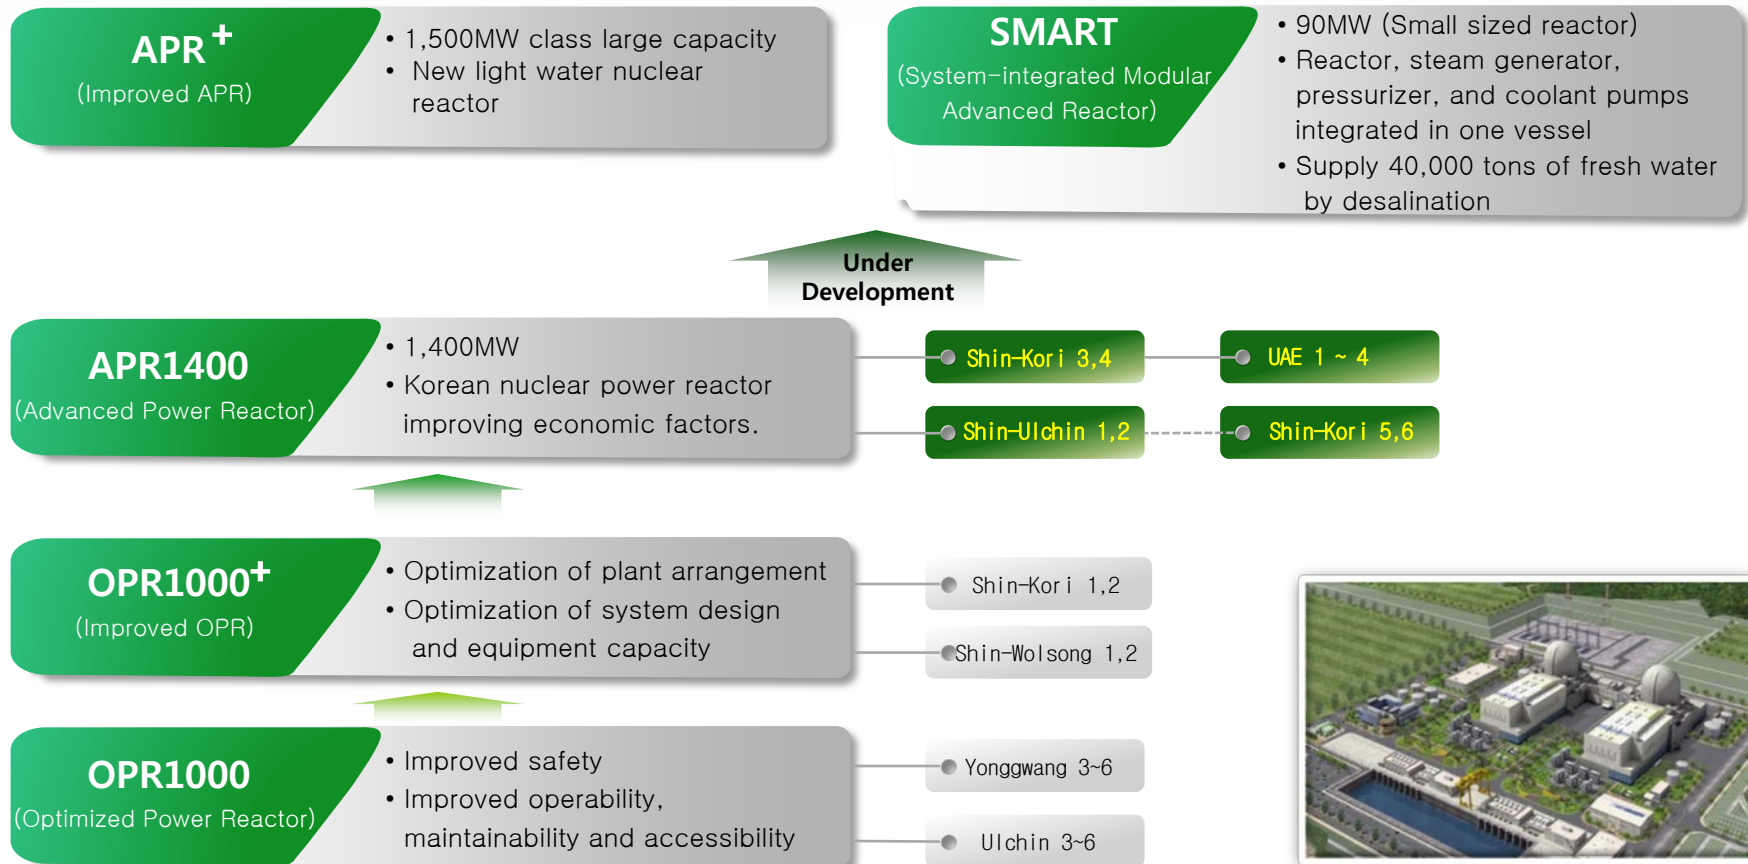 APR+
(Improved APR)
• 1,500MW class large capacity
• New light water nuclear
reactor
SMART
(System-integrated Modular
Advanced Reactor)
• 90MW (Small sized reactor)
• Reactor, steam generator,
pressurizer, and coolant pumps
integrated in one vessel
• Supply 40,000 tons of fresh water
by desalination
Under
Development
APR1400
(Advanced Power Reactor)
• 1,400MW
• Korean nuclear power reactor
improving economic factors.
Shin-Kori 3,4
UAE 1 ~ 4
Shin-Ulchin 1,2
Shin-Kori 5,6
OPR1000+
(Improved OPR)
• Optimization of plant arrangement
• Optimization of system design
and equipment capacity
Shin-Kori 1,2
Shin-Wolsong 1,2
OPR1000
(Optimized Power Reactor)
• Improved safety
• Improved operability,
maintainability and accessibility
Yonggwang 3~6
Ulchin 3~6